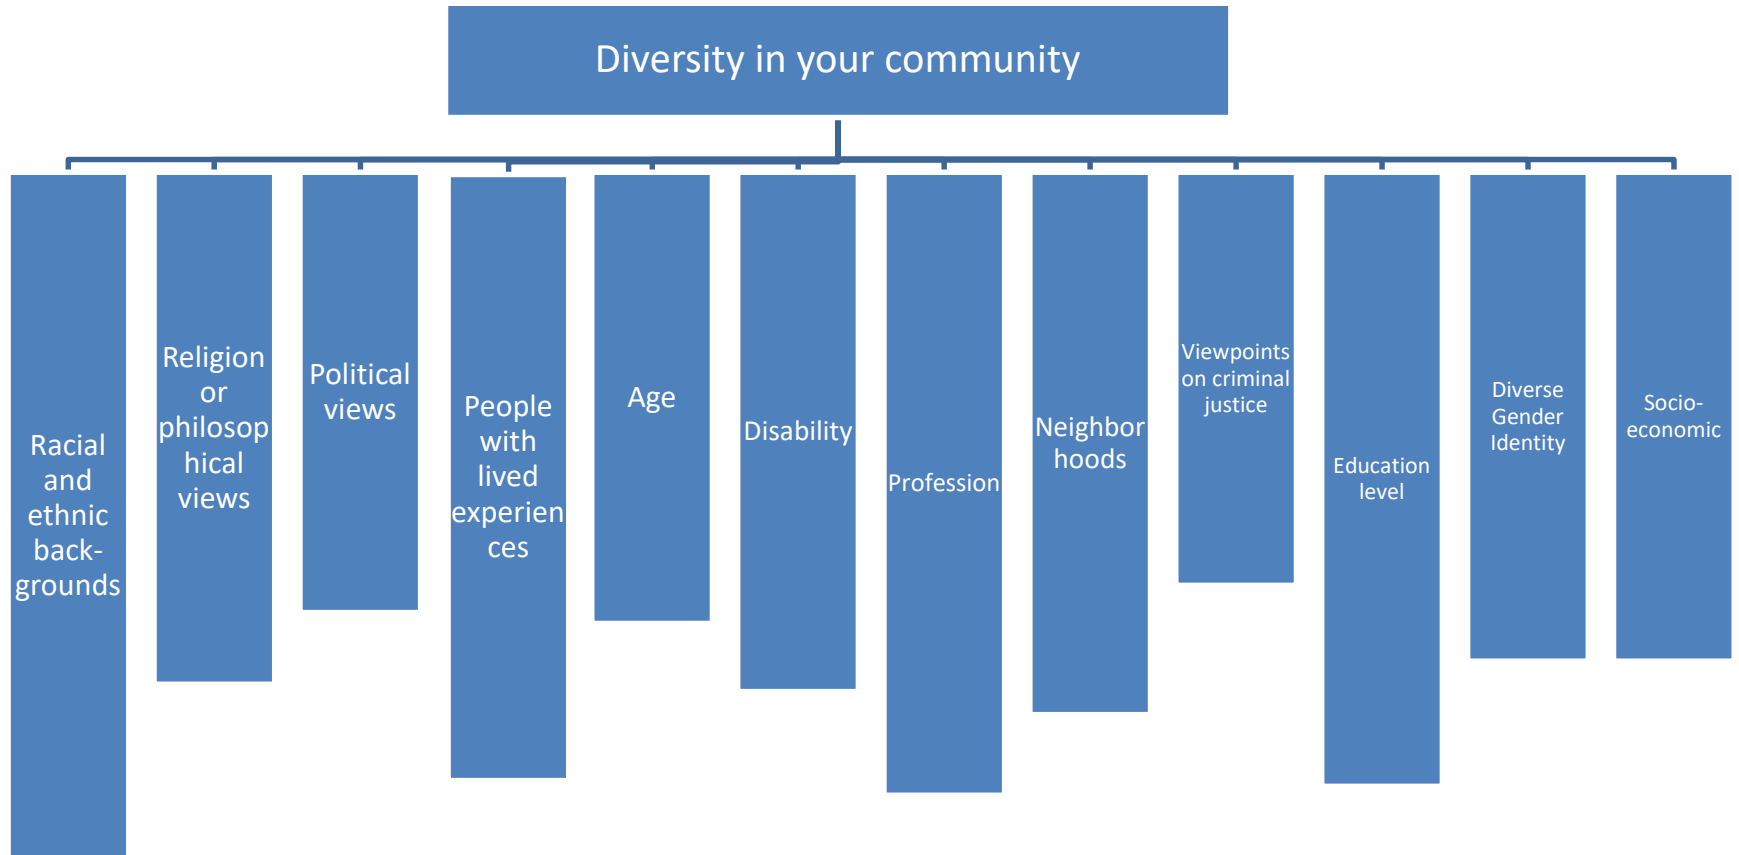 Diversity in your community
Racial
and
ethnic
back-
grounds
Religion
or
philosop
hical
views
Political
views
People
with
lived
experien
ces
Age
Disability
Profession
Neighbor
hoods
Viewpoints
on criminal
justice
Education
level
Diverse
Gender
Identity
Socio-
economic